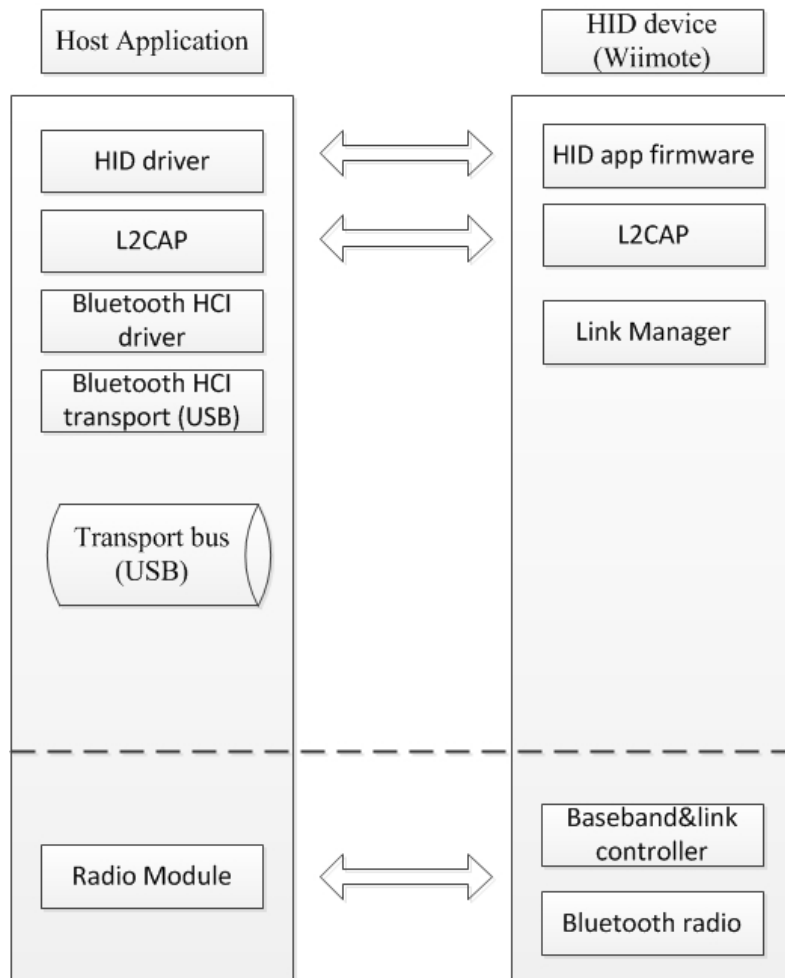 Host Application
HID device
(Wiimote)
HID driver
HID app firmware
L2CAP
L2CAP
Bluetooth HCI
driver
Link Manager
Bluetooth HCI
transport (USB)
Transport bus
(USB)
Baseband&link
controller
Radio Module
Bluetooth radio